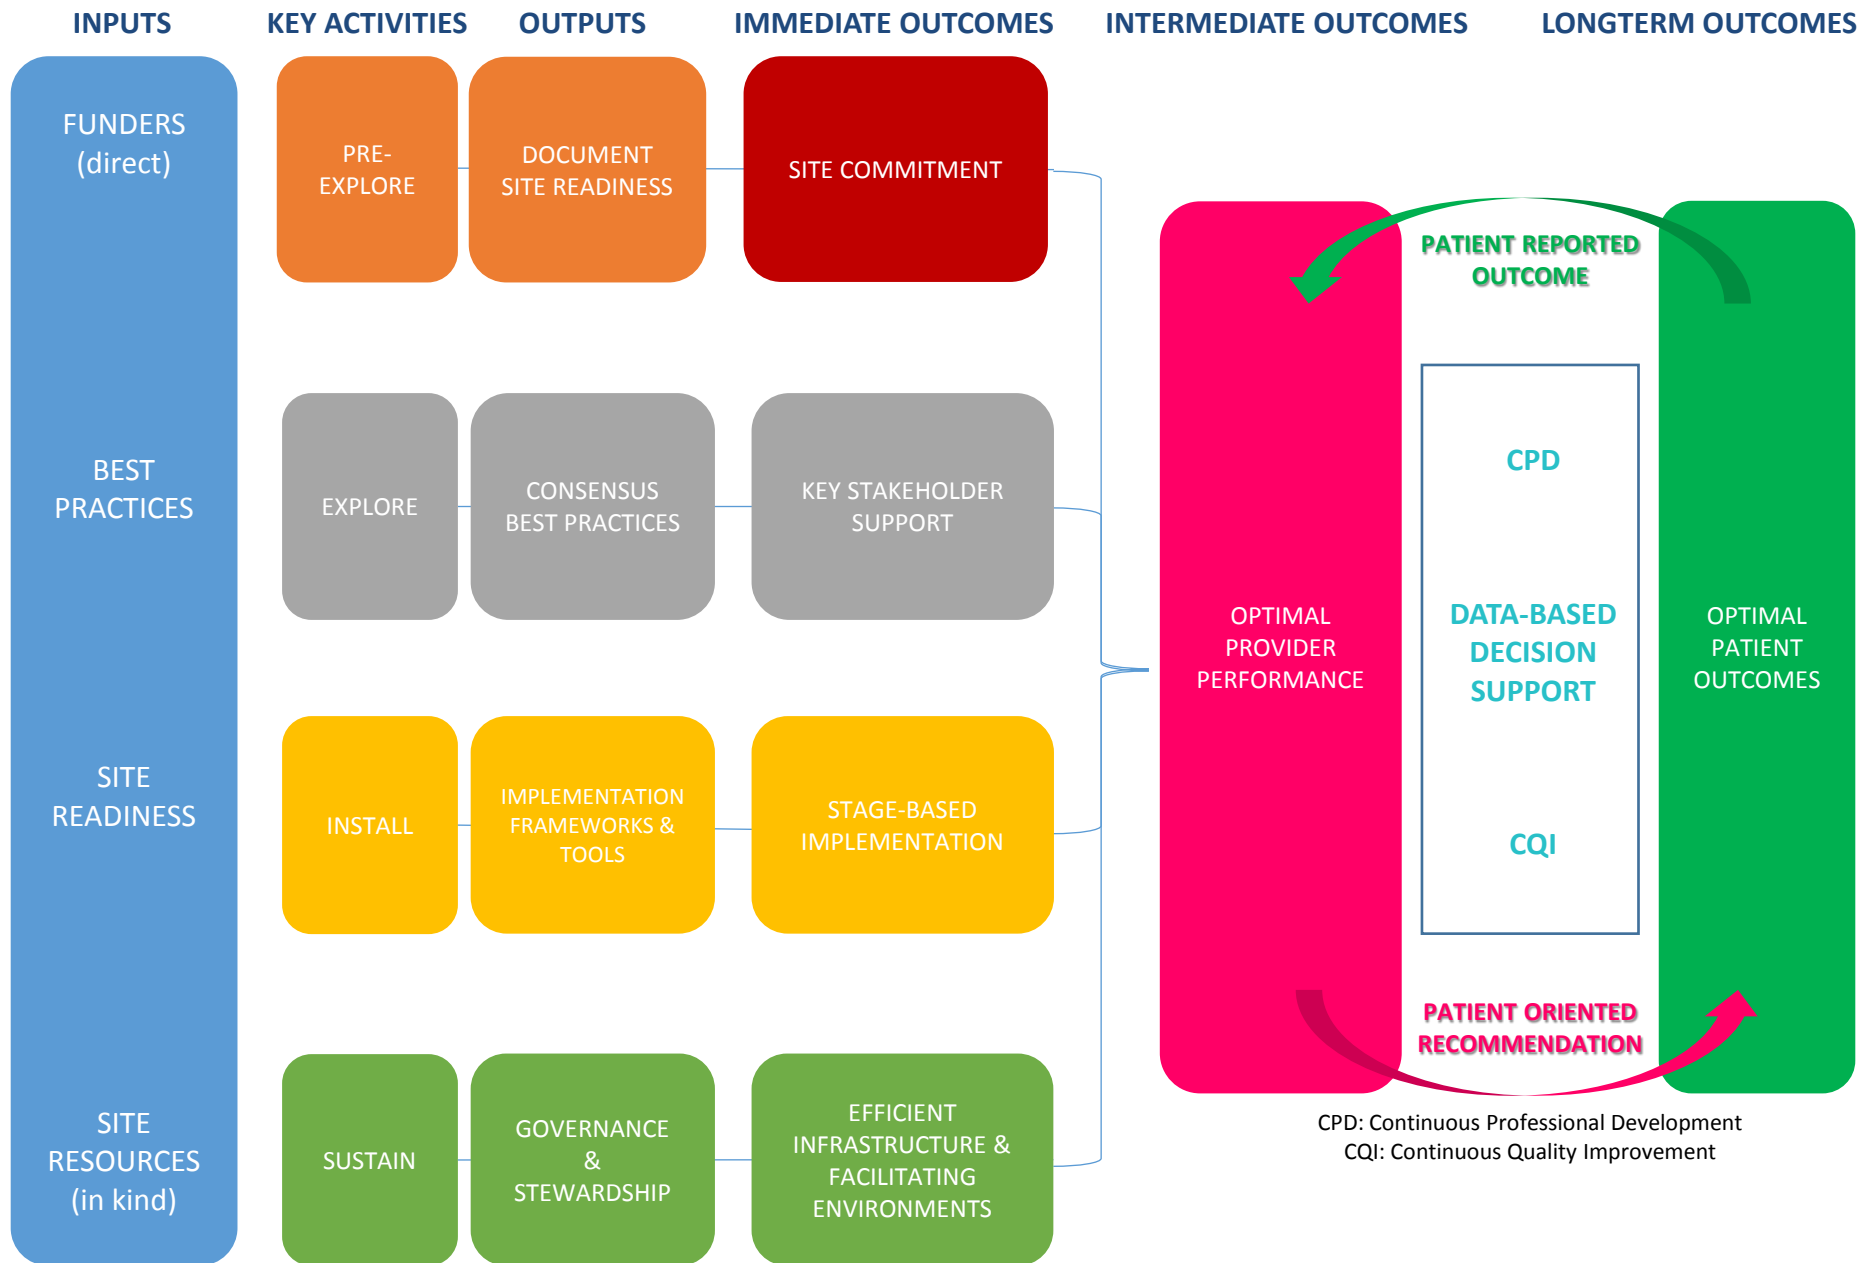 INPUTS
KEY ACTIVITIES
OUTPUTS
IMMEDIATE OUTCOMES
INTERMEDIATE OUTCOMES
LONGTERM OUTCOMES
FUNDERS
(direct)
BEST
PRACTICES
SITE
READINESS
SITE
RESOURCES
(in kind)
PRE-
EXPLORE
DOCUMENT
SITE READINESS
SITE COMMITMENT
EXPLORE
CONSENSUS
BEST PRACTICES
KEY STAKEHOLDER
SUPPORT
INSTALL
IMPLEMENTATION
FRAMEWORKS &
TOOLS
STAGE-BASED
IMPLEMENTATION
SUSTAIN
GOVERNANCE
&
STEWARDSHIP
EFFICIENT
INFRASTRUCTURE &
FACILITATING
ENVIRONMENTS
OPTIMAL
PROVIDER
PERFORMANCE
PATIENT REPORTED
OUTCOME
CPD
DATA-BASED
DECISION
SUPPORT
CQI
PATIENT ORIENTED
RECOMMENDATION
OPTIMAL
PATIENT
OUTCOMES
CPD: Continuous Professional Development
CQI: Continuous Quality Improvement